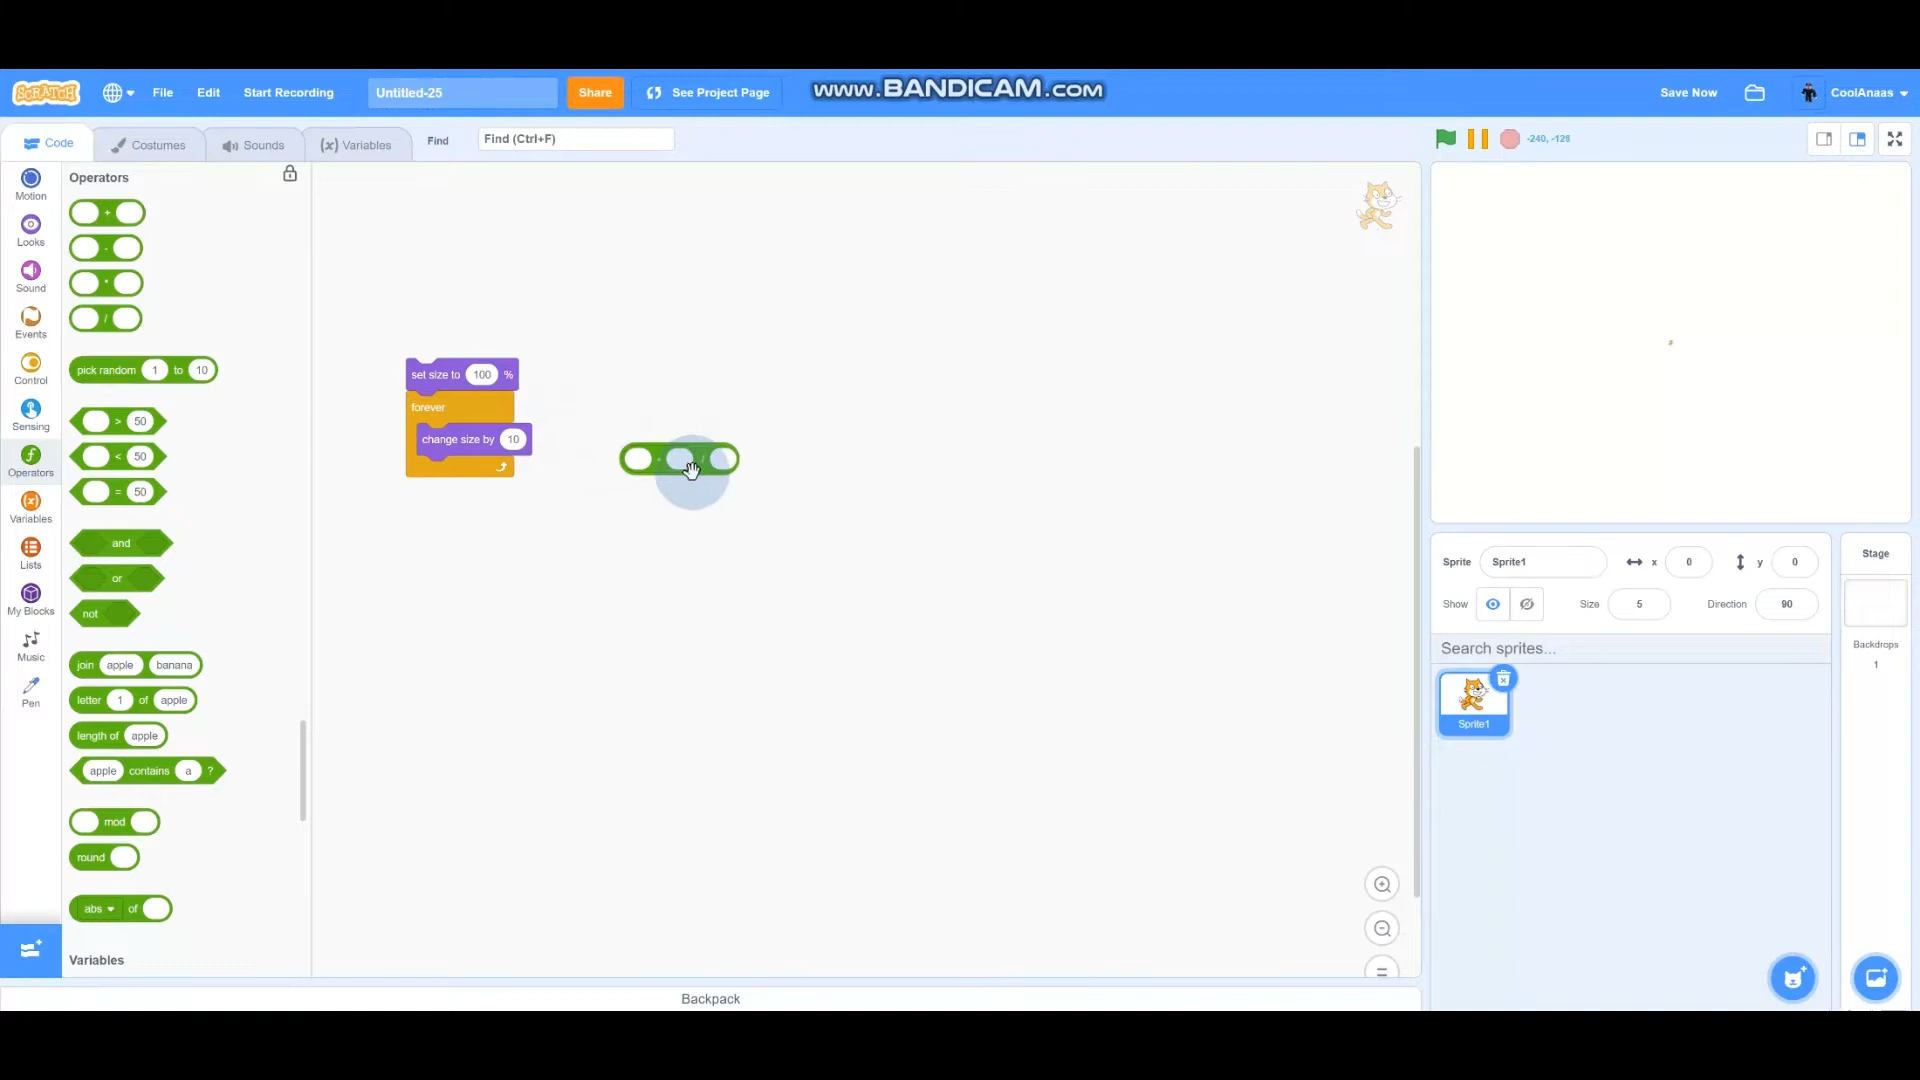 SCRATCH
File
Edit
Start Recording
Untitled-25
Share
See Project Page
www.BANDICAM.com
Save Now
CoolAnaas
Code
Costumes
Sounds
(x) Variables
Find
Find (Ctrl+F)
-240, -128
Motion
Looks
Sound
Events
Control
Sensing
Operators
Variables
Lists
My Blocks
Music
Pen
Operators
+
-
*
/
pick random 1 to 10
> 50
< 50
= 50
and
or
not
join apple banana
letter 1 of apple
length of apple
apple contains a ?
mod
round
abs of
Variables
set size to 100 %
forever
change size by 10
- /
Backpack
Sprite
Sprite1
x
0
y
0
Show
Size
5
Direction
90
Search sprites...
Sprite1
Stage
Backdrops
1